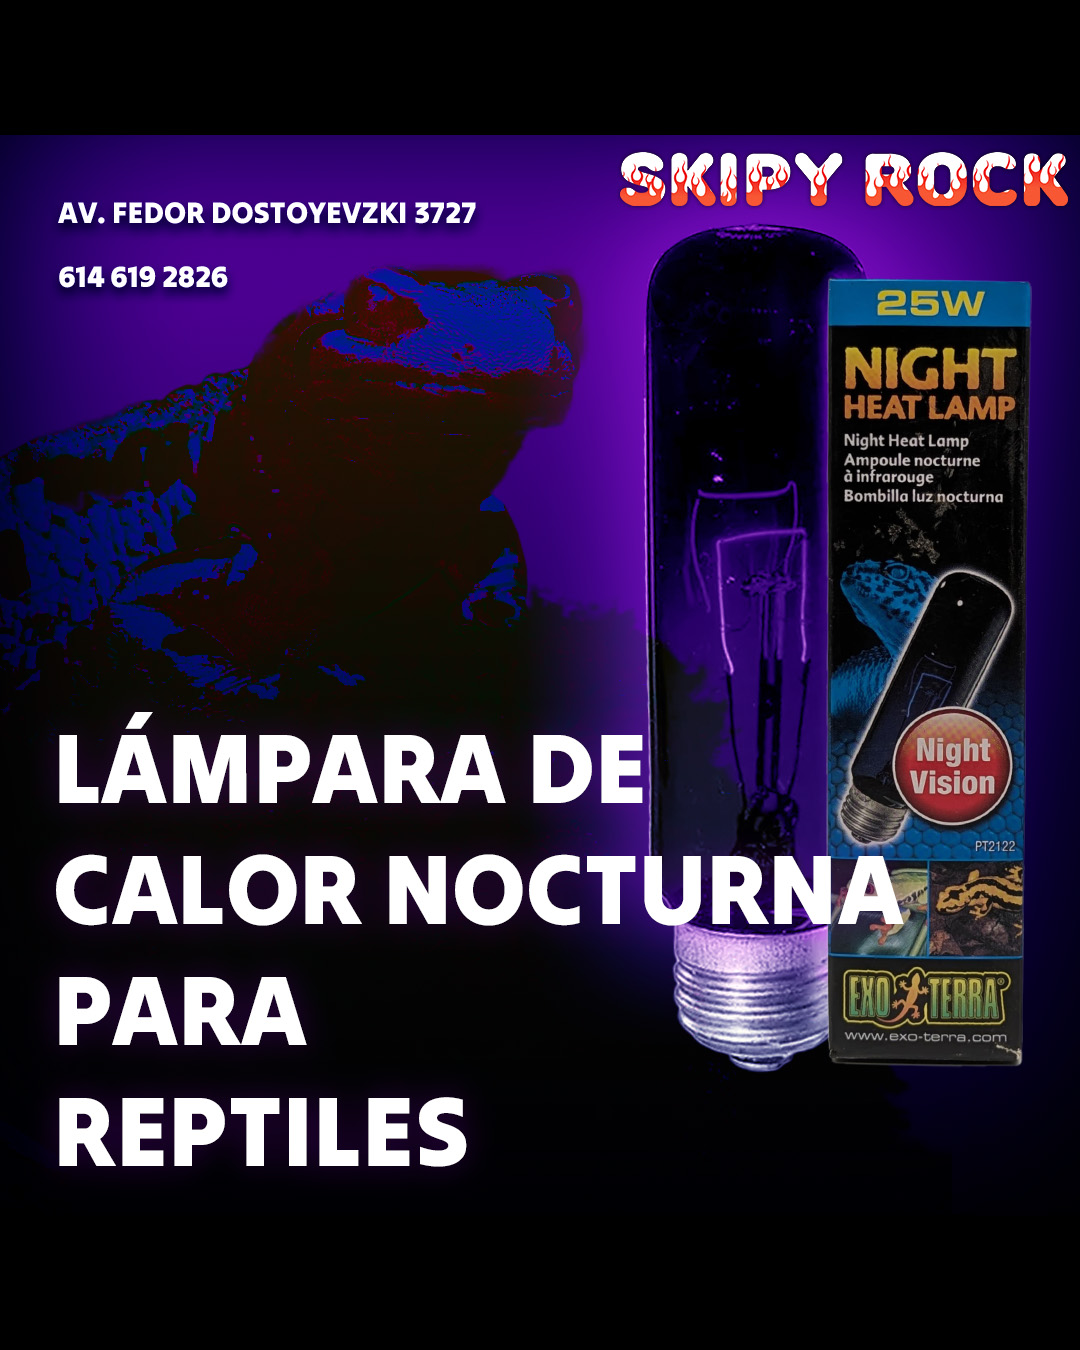 SKIPY ROCK
AV. FEDOR DOSTOYEVZKI 3727
614 619 2826
25W
NIGHT
HEAT LAMP
Night Heat Lamp
Ampoule nocturne
à infrarouge
Bombilla luz nocturna
Night
Vision
PT2122
EXO TERRA®
www.exo-terra.com
LÁMPARA DE
CALOR NOCTURNA
PARA
REPTILES